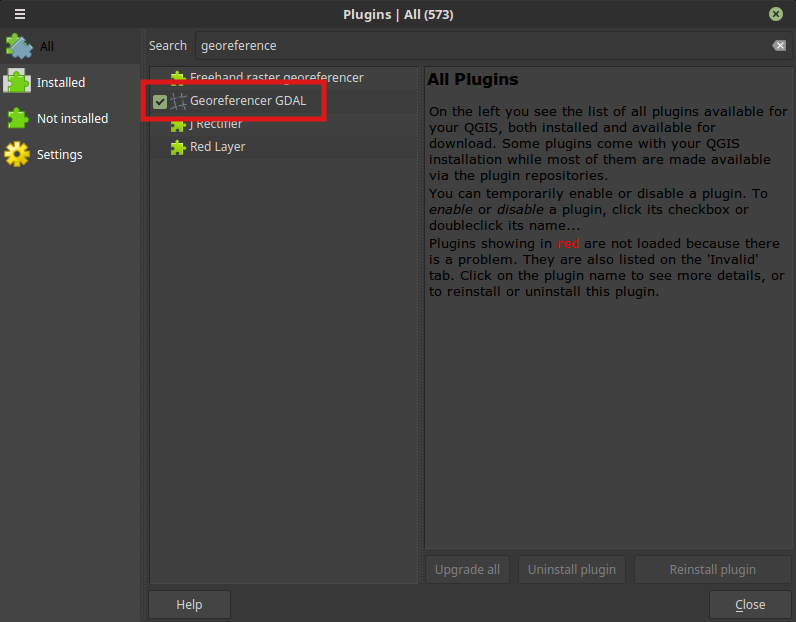 Plugins | All (573)
All
Installed
Not installed
Settings
Search georeference
Freehand raster georeferencer
Georeferencer GDAL
J Rectifier
Red Layer
All Plugins
On the left you see the list of all plugins available for
your QGIS, both installed and available for
download. Some plugins come with your QGIS
installation while most of them are made available
via the plugin repositories.
You can temporarily enable or disable a plugin. To
enable or disable a plugin, click its checkbox or
doubleclick its name...
Plugins showing in red are not loaded because there
is a problem. They are also listed on the 'Invalid'
tab. Click on the plugin name to see more details, or
to reinstall or uninstall this plugin.
Upgrade all Uninstall plugin Reinstall plugin
Help Close